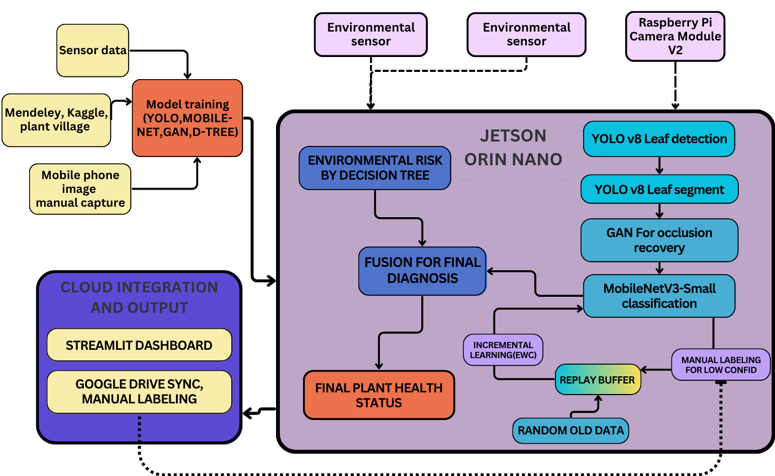 Sensor data
Mendeley, Kaggle,
plant village
Mobile phone
image
manual capture
Model training
(YOLO,MOBILE-
NET,GAN,D-TREE)
Environmental
sensor
Environmental
sensor
Raspberry Pi
Camera Module
V2
JETSON
ORIN NANO
ENVIRONMENTAL RISK
BY DECISION TREE
YOLO v8 Leaf detection
YOLO v8 Leaf segment
GAN For occlusion
recovery
MobileNetV3-Small
classification
FUSION FOR FINAL
DIAGNOSIS
INCREMENTAL
LEARNING(EWC)
MANUAL LABELING
FOR LOW CONFID
REPLAY BUFFER
RANDOM OLD DATA
FINAL PLANT HEALTH
STATUS
CLOUD INTEGRATION
AND OUTPUT
STREAMLIT DASHBOARD
GOOGLE DRIVE SYNC,
MANUAL LABELING